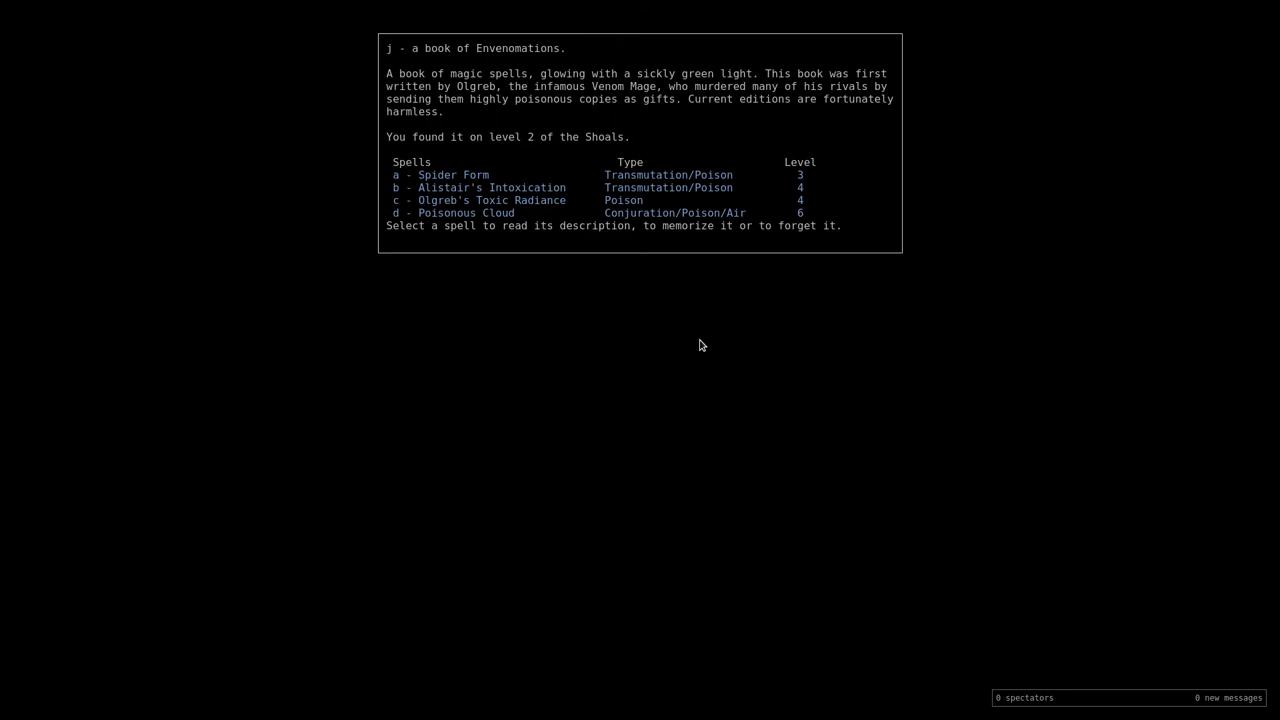 j - a book of Envenomations.
A book of magic spells, glowing with a sickly green light. This book was first
written by Olgreb, the infamous Venom Mage, who murdered many of his rivals by
sending them highly poisonous copies as gifts. Current editions are fortunately
harmless.
You found it on level 2 of the Shoals.
Spells Type Level
a - Spider Form Transmutation/Poison 3
b - Alistair's Intoxication Transmutation/Poison 4
c - Olgreb's Toxic Radiance Poison 4
d - Poisonous Cloud Conjuration/Poison/Air 6
Select a spell to read its description, to memorize it or to forget it.
0 spectators 0 new messages